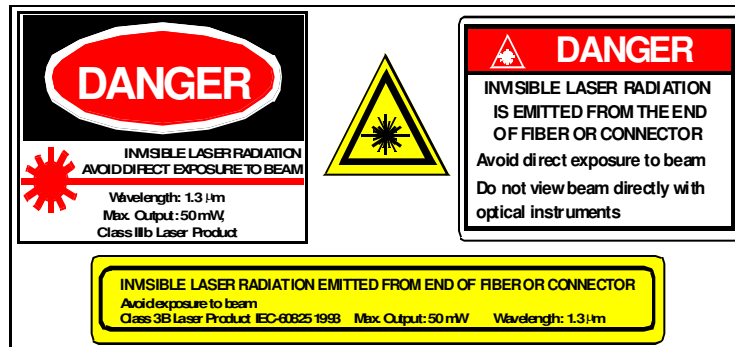 DANGER
INVISIBLE LASER RADIATION
AVOID DIRECT EXPOSURE TO BEAM
Wavelength: 1.3 μm
Max. Output: 50 mW,
Class IIIb Laser Product
DANGER
INVISIBLE LASER RADIATION
IS EMITTED FROM THE END
OF FIBER OR CONNECTOR
Avoid direct exposure to beam
Do not view beam directly with
optical instruments
INVISIBLE LASER RADIATION EMITTED FROM END OF FIBER OR CONNECTOR
Avoid exposure to beam
Class 3B Laser Product IEC-60825 1993 Max. Output: 50 mW Wavelength: 1.3 μm